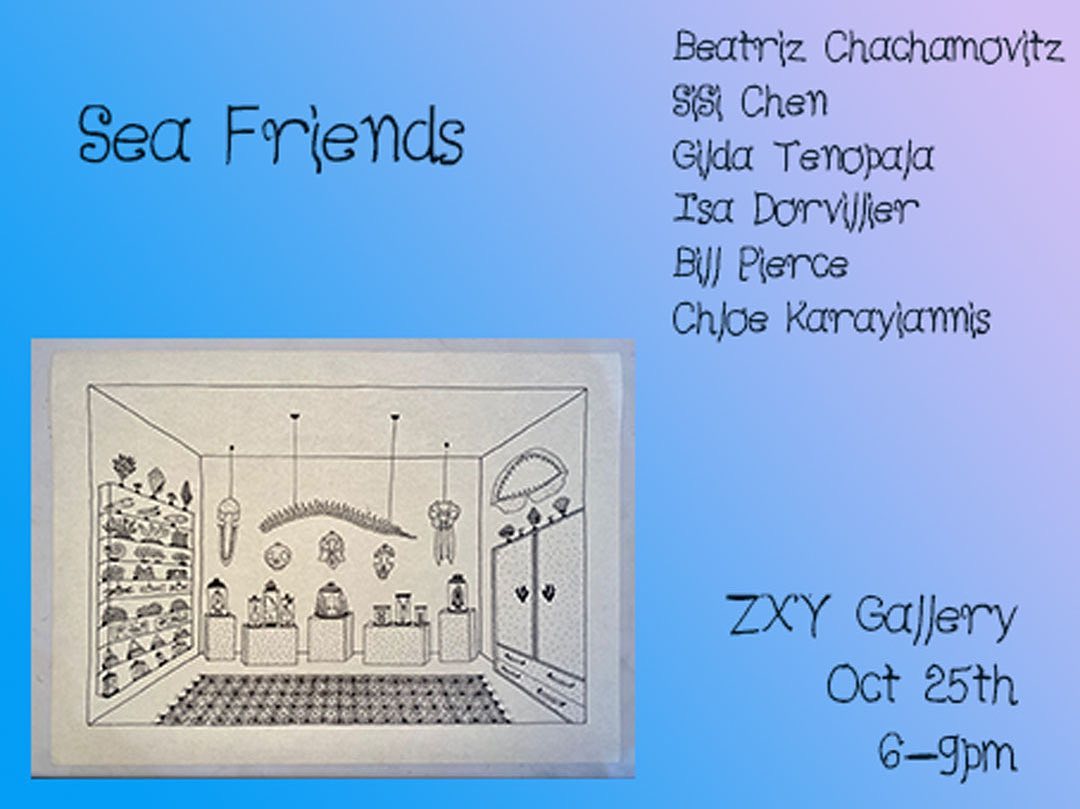 Sea Friends
Beatriz Chachamovitz
SiSi Chen
Gilda Tenopala
Isa Dorvillier
Bill Pierce
Chloe Karayiannis
ZXY Gallery
Oct 25th
6–9pm